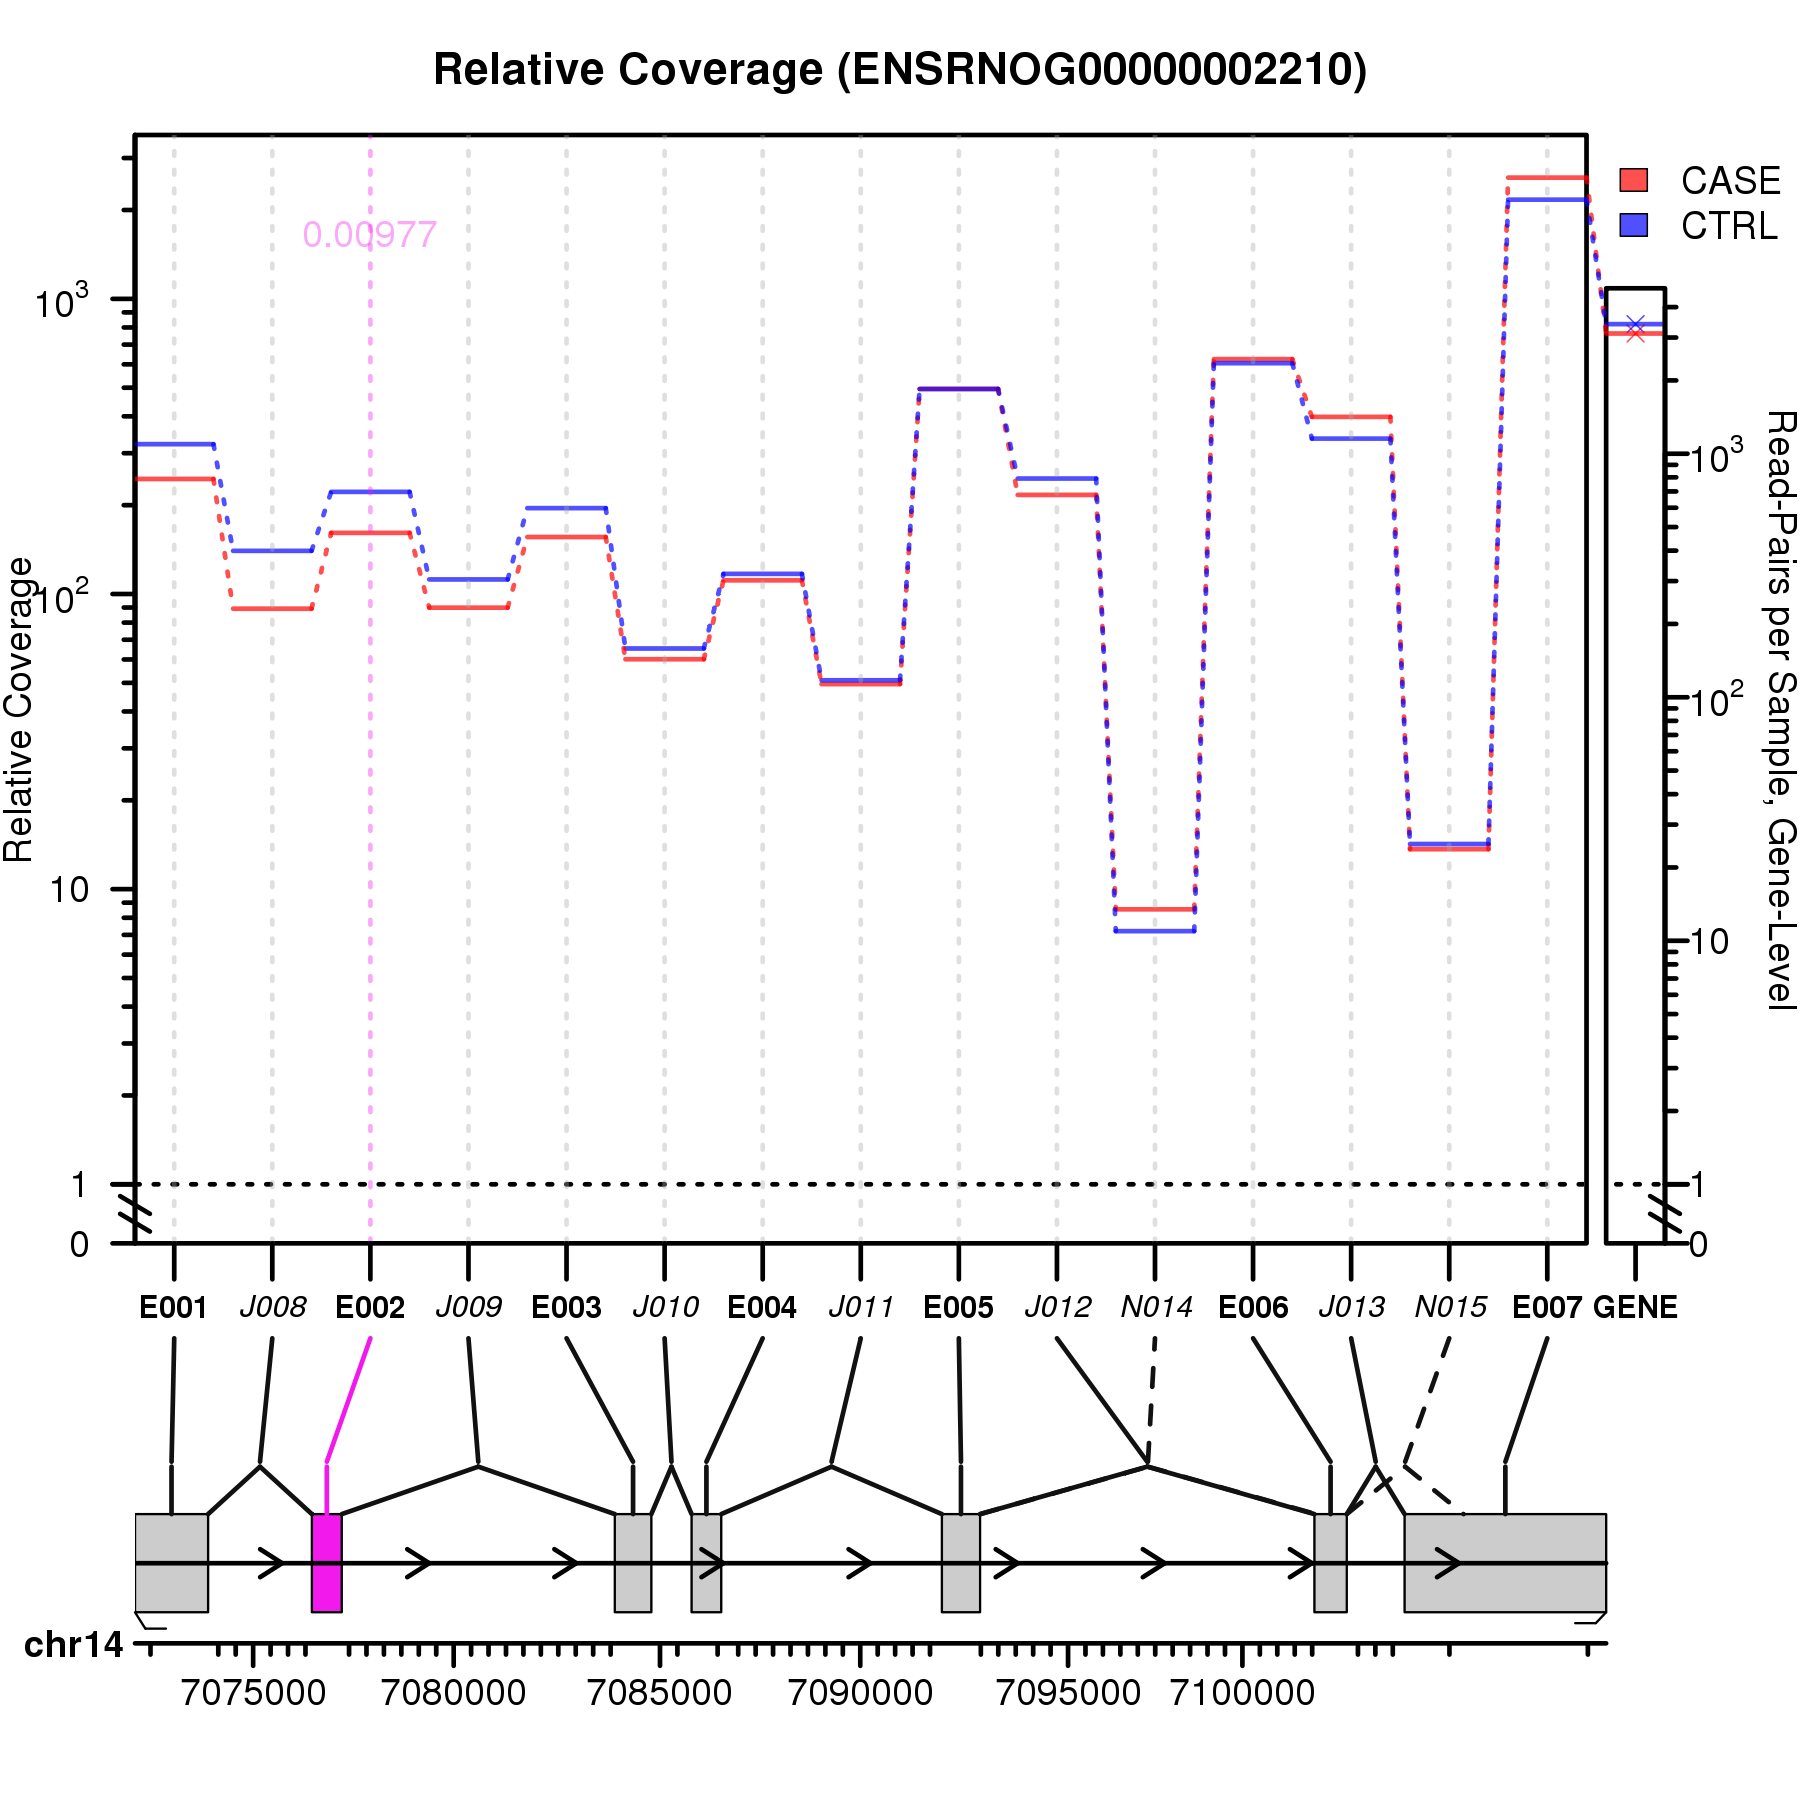 Relative Coverage (ENSRNOG00000002210)
CASE
CTRL
0.00977
10³
10²
10
1
0
Relative Coverage
10³
10²
10
1
0
Read-Pairs per Sample, Gene-Level
E001 J008 E002 J009 E003 J010 E004 J011 E005 J012 N014 E006 J013 N015 E007 GENE
chr14
7075000 7080000 7085000 7090000 7095000 7100000